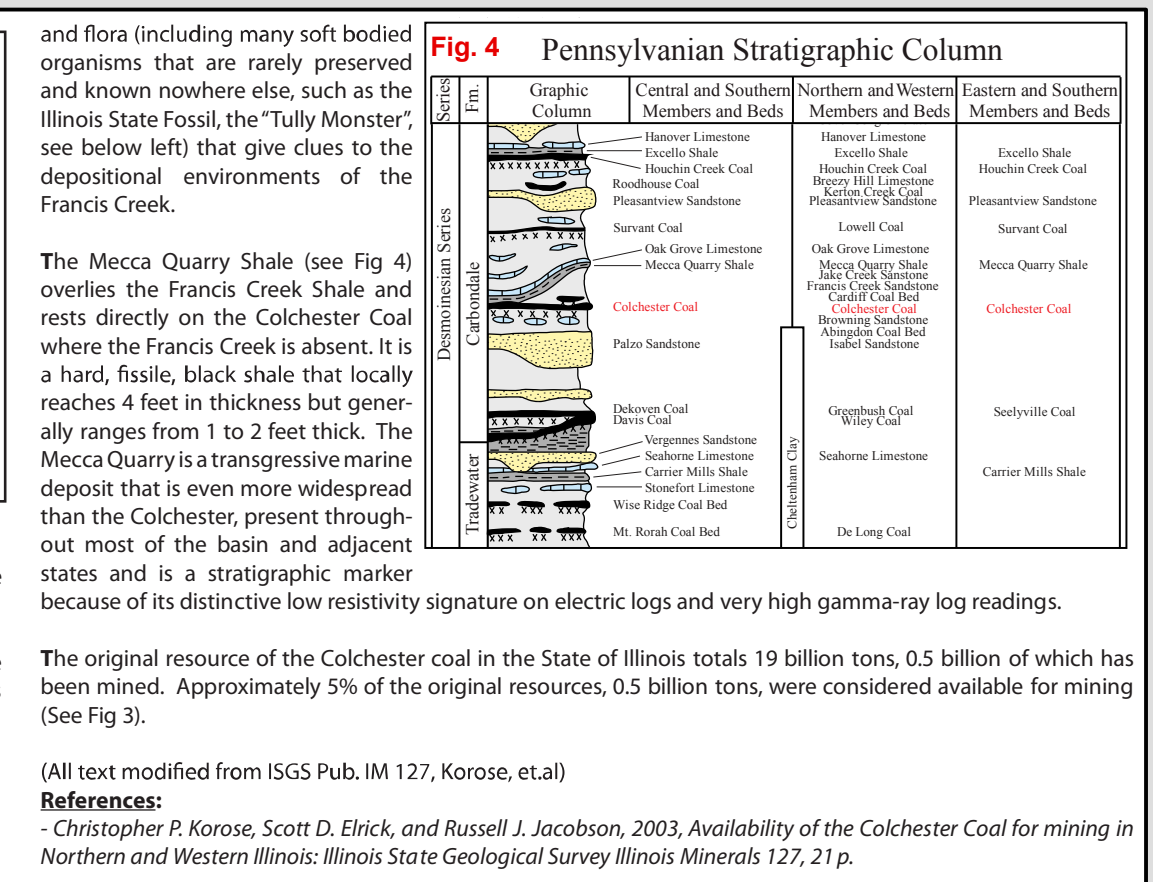 and flora (including many soft bodied
organisms that are rarely preserved
and known nowhere else, such as the
Illinois State Fossil, the “Tully Monster”,
see below left) that give clues to the
depositional environments of the
Francis Creek.
The Mecca Quarry Shale (see Fig 4)
overlies the Francis Creek Shale and
rests directly on the Colchester Coal
where the Francis Creek is absent. It is
a hard, fissile, black shale that locally
reaches 4 feet in thickness but gener-
ally ranges from 1 to 2 feet thick. The
Mecca Quarry is a transgressive marine
deposit that is even more widespread
than the Colchester, present through-
out most of the basin and adjacent
states and is a stratigraphic marker
because of its distinctive low resistivity signature on electric logs and very high gamma-ray log readings.
The original resource of the Colchester coal in the State of Illinois totals 19 billion tons, 0.5 billion of which has
been mined. Approximately 5% of the original resources, 0.5 billion tons, were considered available for mining
(See Fig 3).
(All text modified from ISGS Pub. IM 127, Korose, et.al)
References:
- Christopher P. Korose, Scott D. Elrick, and Russell J. Jacobson, 2003, Availability of the Colchester Coal for mining in
Northern and Western Illinois: Illinois State Geological Survey Illinois Minerals 127, 21 p.
Fig. 4
Pennsylvanian Stratigraphic Column
Series
Fm.
Graphic
Column
Central and Southern
Members and Beds
Northern and Western
Members and Beds
Eastern and Southern
Members and Beds
Desmoinesian Series
Carbondale
Tradewater
Hanover Limestone
Excello Shale
Houchin Creek Coal
Roodhouse Coal
Pleasantview Sandstone
Survant Coal
Oak Grove Limestone
Mecca Quarry Shale
Colchester Coal
Palzo Sandstone
Dekoven Coal
Davis Coal
Vergennes Sandstone
Seahorne Limestone
Carrier Mills Shale
Stonefort Limestone
Wise Ridge Coal Bed
Mt. Rorah Coal Bed
Cheltenham Clay
Hanover Limestone
Excello Shale
Houchin Creek Coal
Breezy Hill Limestone
Kerton Creek Coal
Pleasantview Sandstone
Lowell Coal
Oak Grove Limestone
Mecca Quarry Shale
Jake Creek Sanstone
Francis Creek Sandstone
Cardiff Coal Bed
Colchester Coal
Browning Sandstone
Abingdon Coal Bed
Isabel Sandstone
Greenbush Coal
Wiley Coal
Seahorne Limestone
De Long Coal
Excello Shale
Houchin Creek Coal
Pleasantview Sandstone
Survant Coal
Mecca Quarry Shale
Colchester Coal
Seelyville Coal
Carrier Mills Shale